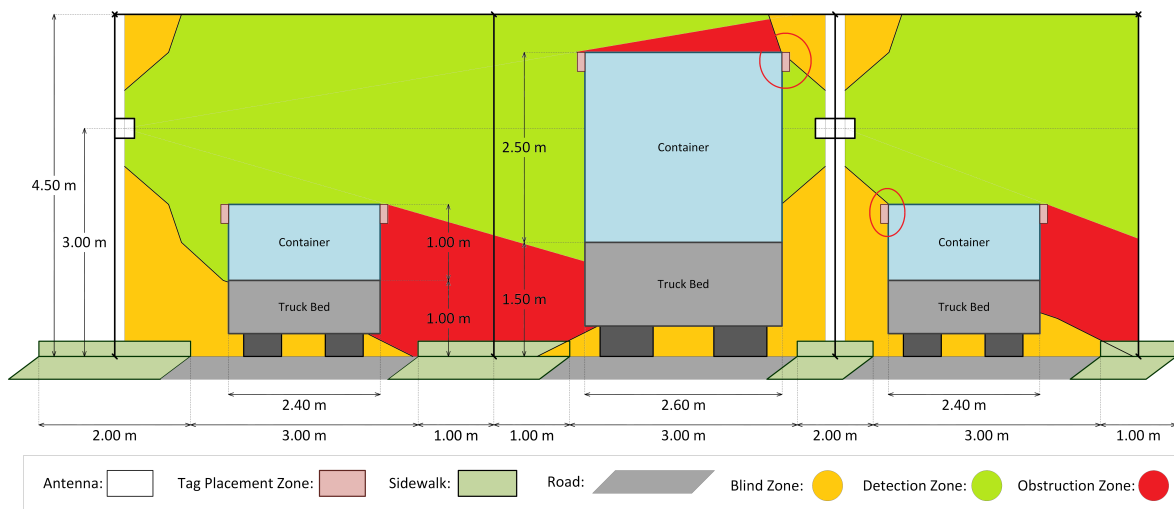 4.50 m
3.00 m
2.50 m
Container
Container
1.00 m
Container
Truck Bed
1.50 m
Truck Bed
1.00 m
Truck Bed
2.40 m
2.60 m
2.40 m
2.00 m
3.00 m
1.00 m
1.00 m
3.00 m
2.00 m
3.00 m
1.00 m
Antenna:
Tag Placement Zone:
Sidewalk:
Road:
Blind Zone:
Detection Zone:
Obstruction Zone: